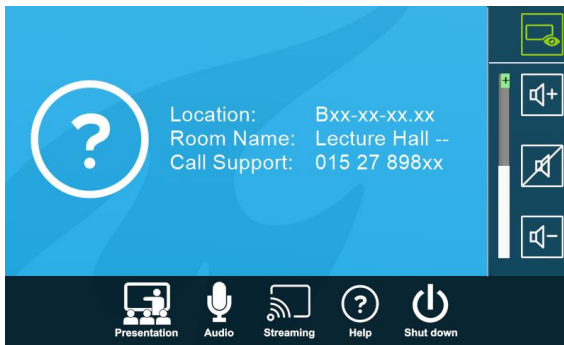 Location: Bxx-xx-xx.xx
Room Name: Lecture Hall --
Call Support: 015 27 898xx
Presentation
Audio
Streaming
Help
Shut down